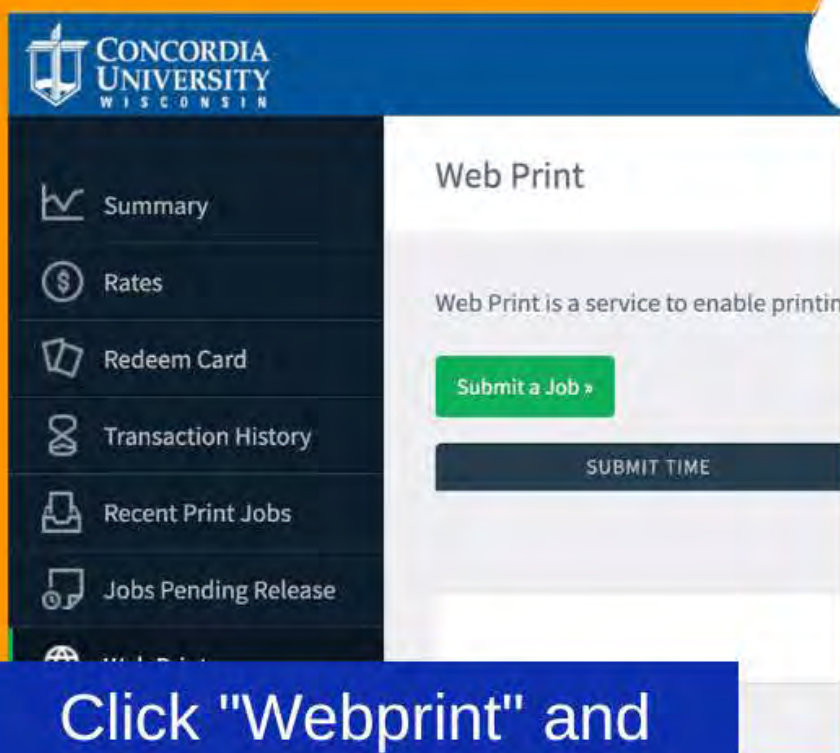 CONCORDIA
UNIVERSITY
WISCONSIN
Summary
Rates
Redeem Card
Transaction History
Recent Print Jobs
Jobs Pending Release
Web Print
Web Print is a service to enable
Submit a Job »
SUBMIT TIME
Click "Webprint" and